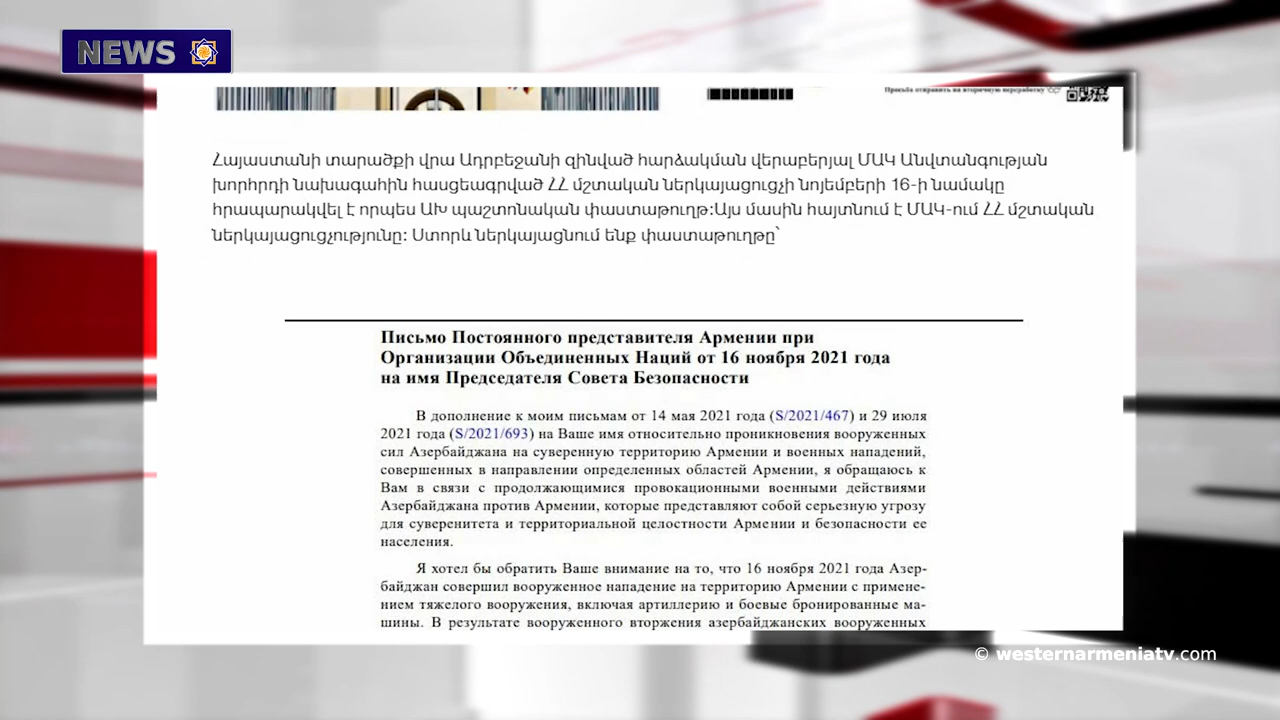 NEWS
Просьба отправить на вторичную переработку
Հայաստանի տարածքի վրա Ադրբեջանի զինված հարձակման վերաբերյալ ՄԱԿ Անվտանգության
խորհրդի նախագահին հասցեագրված ՀՀ մշտական ներկայացուցչի նոյեմբերի 16-ի նամակը
հրապարակվել է որպես ԱԽ պաշտոնական փաստաթուղթ:Այս մասին հայտնում է ՄԱԿ-ում ՀՀ մշտական
ներկայացուցչությունը: Ստորև ներկայացնում ենք փաստաթուղթը՝
Письмо Постоянного представителя Армении при
Организации Объединенных Наций от 16 ноября 2021 года
на имя Председателя Совета Безопасности
В дополнение к моим письмам от 14 мая 2021 года (S/2021/467) и 29 июля
2021 года (S/2021/693) на Ваше имя относительно проникновения вооруженных
сил Азербайджана на суверенную территорию Армении и военных нападений,
совершенных в направлении определенных областей Армении, я обращаюсь к
Вам в связи с продолжающимися провокационными военными действиями
Азербайджана против Армении, которые представляют собой серьезную угрозу
для суверенитета и территориальной целостности Армении и безопасности ее
населения.
Я хотел бы обратить Ваше внимание на то, что 16 ноября 2021 года Азер-
байджан совершил вооруженное нападение на территорию Армении с примене-
нием тяжелого вооружения, включая артиллерию и боевые бронированные ма-
шины. В результате вооруженного вторжения азербайджанских вооруженных
© westernarmeniatv.com